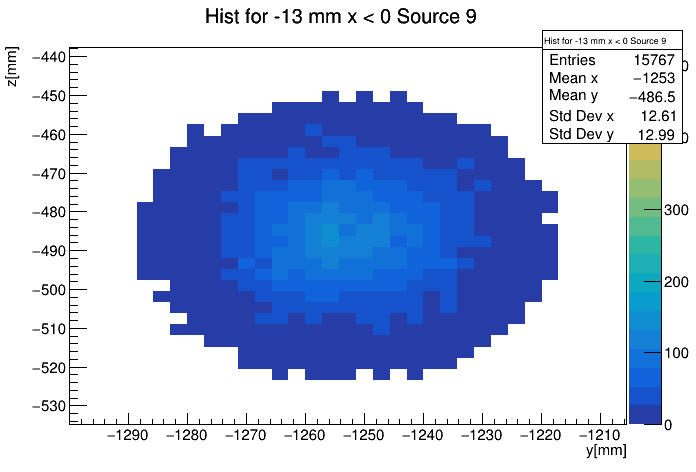 Hist for -13 mm x < 0 Source 9
z[mm]
−440
−450
−460
−470
−480
−490
−500
−510
−520
−530
−1290
−1280
−1270
−1260
−1250
−1240
−1230
−1220
−1210
y[mm]
Hist for -13 mm x < 0 Source 9
Entries 15767
Mean x −1253
Mean y −486.5
Std Dev x 12.61
Std Dev y 12.99
0
0
300
200
100
0